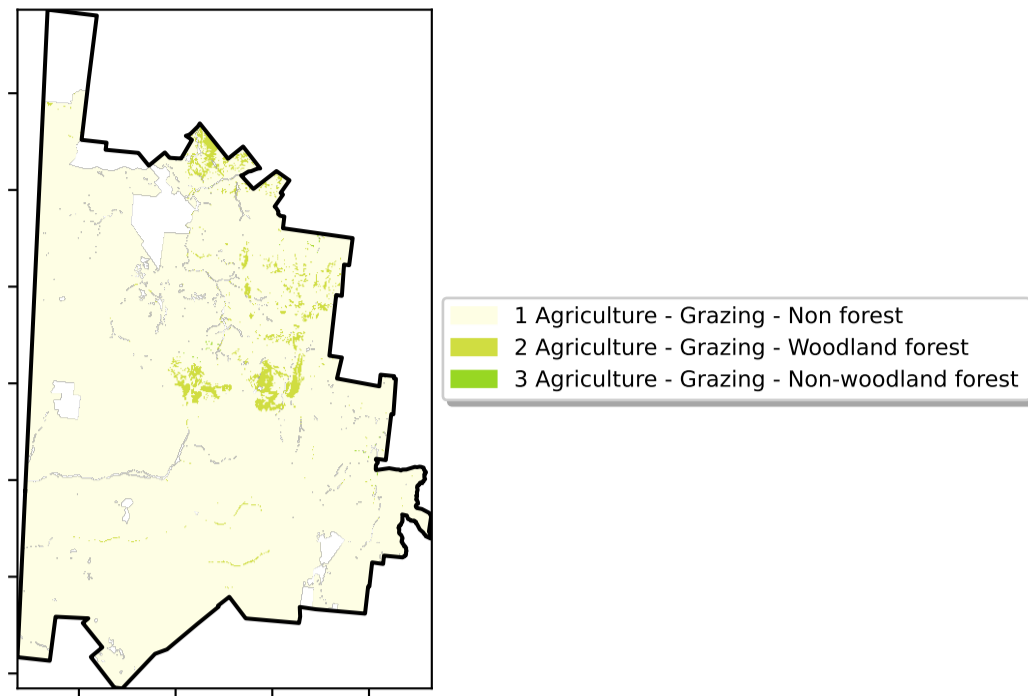 1 Agriculture - Grazing - Non forest
2 Agriculture - Grazing - Woodland forest
3 Agriculture - Grazing - Non-woodland forest